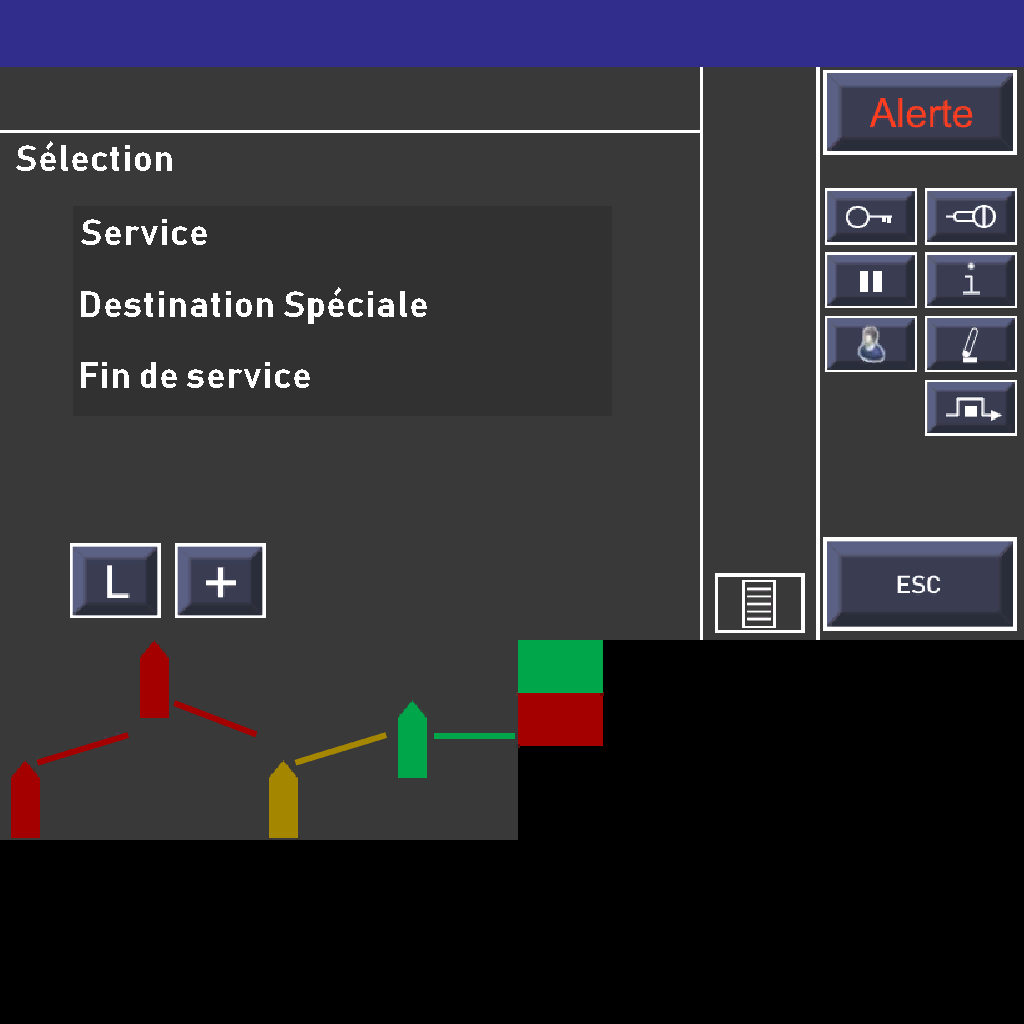 Alerte
Sélection
Service
Destination Spéciale
Fin de service
L +
ESC